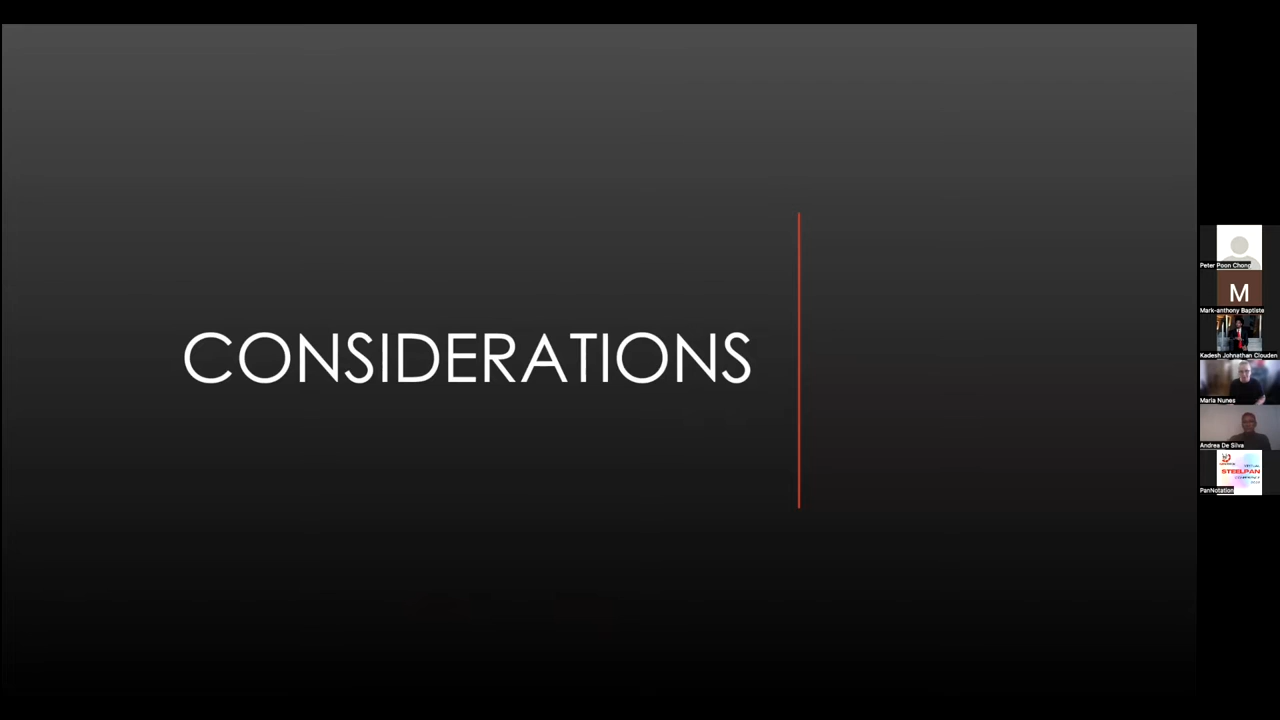 CONSIDERATIONS
Peter Poon Chong
M
Mark-anthony Baptiste
Kadesh Johnathan Clouden
Maria Nunes
Andrea De Silva
STEELPAN
PanNotation